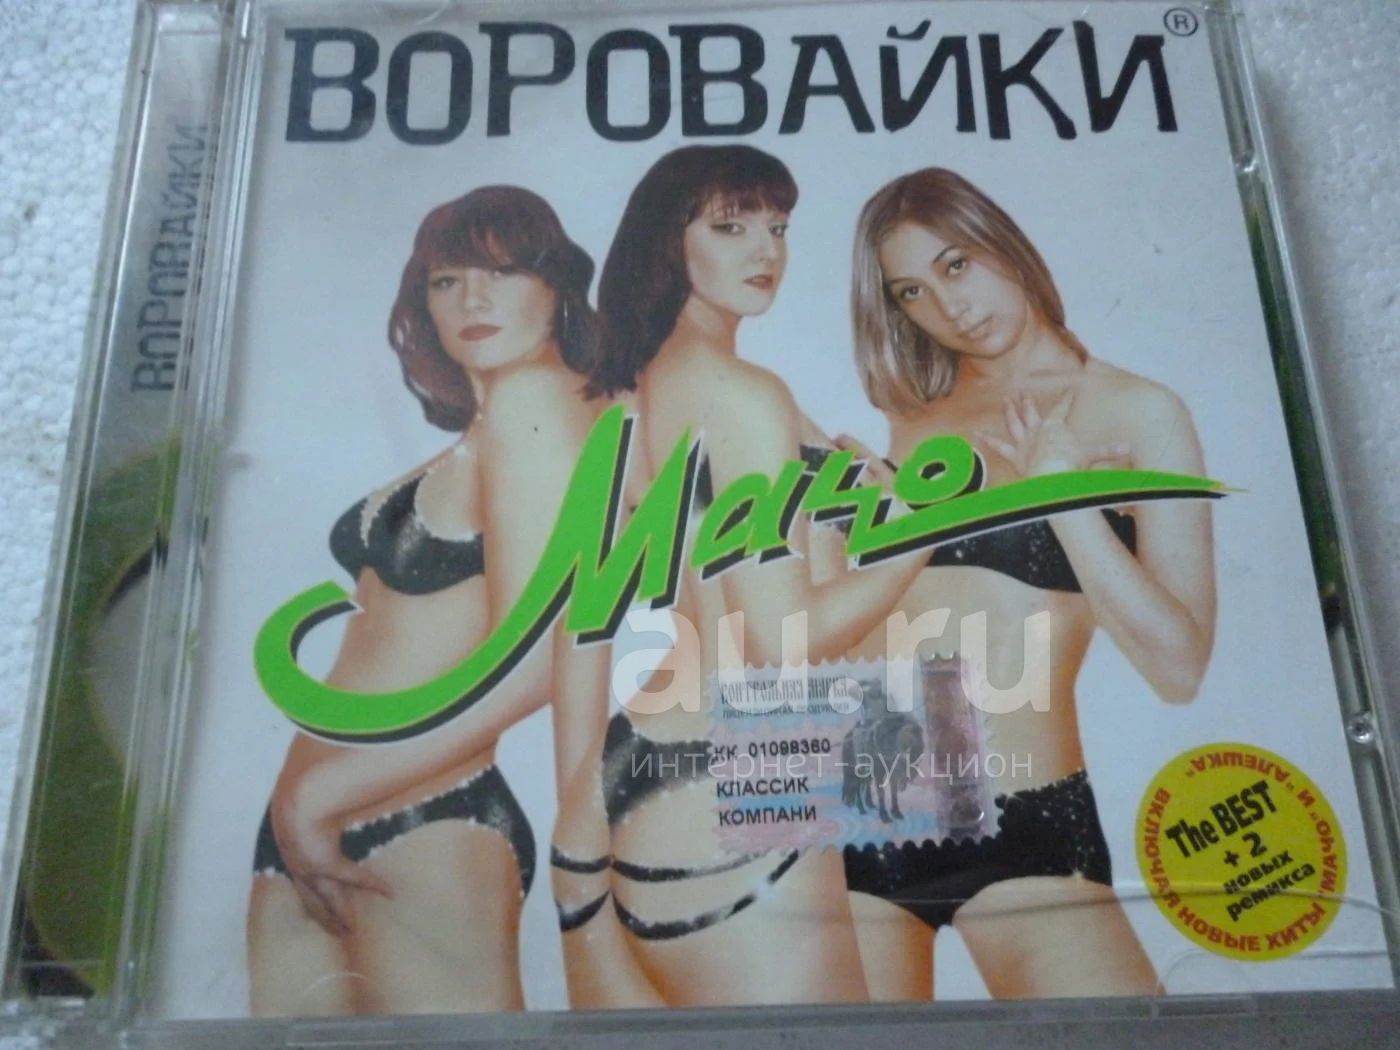 ВОРОВАЙКИ®
ВОРОВАЙКИ
Мачо
au.ru
интернет-аукцион
КОНТРОЛЬНАЯ МАРКА
КК 01098360
КЛАССИК
КОМПАНИ
The BEST
+ 2
новых
ремикса
ВКЛЮЧАЯ НОВЫЕ ХИТЫ "МАЧО" И "АЛЕШКА"